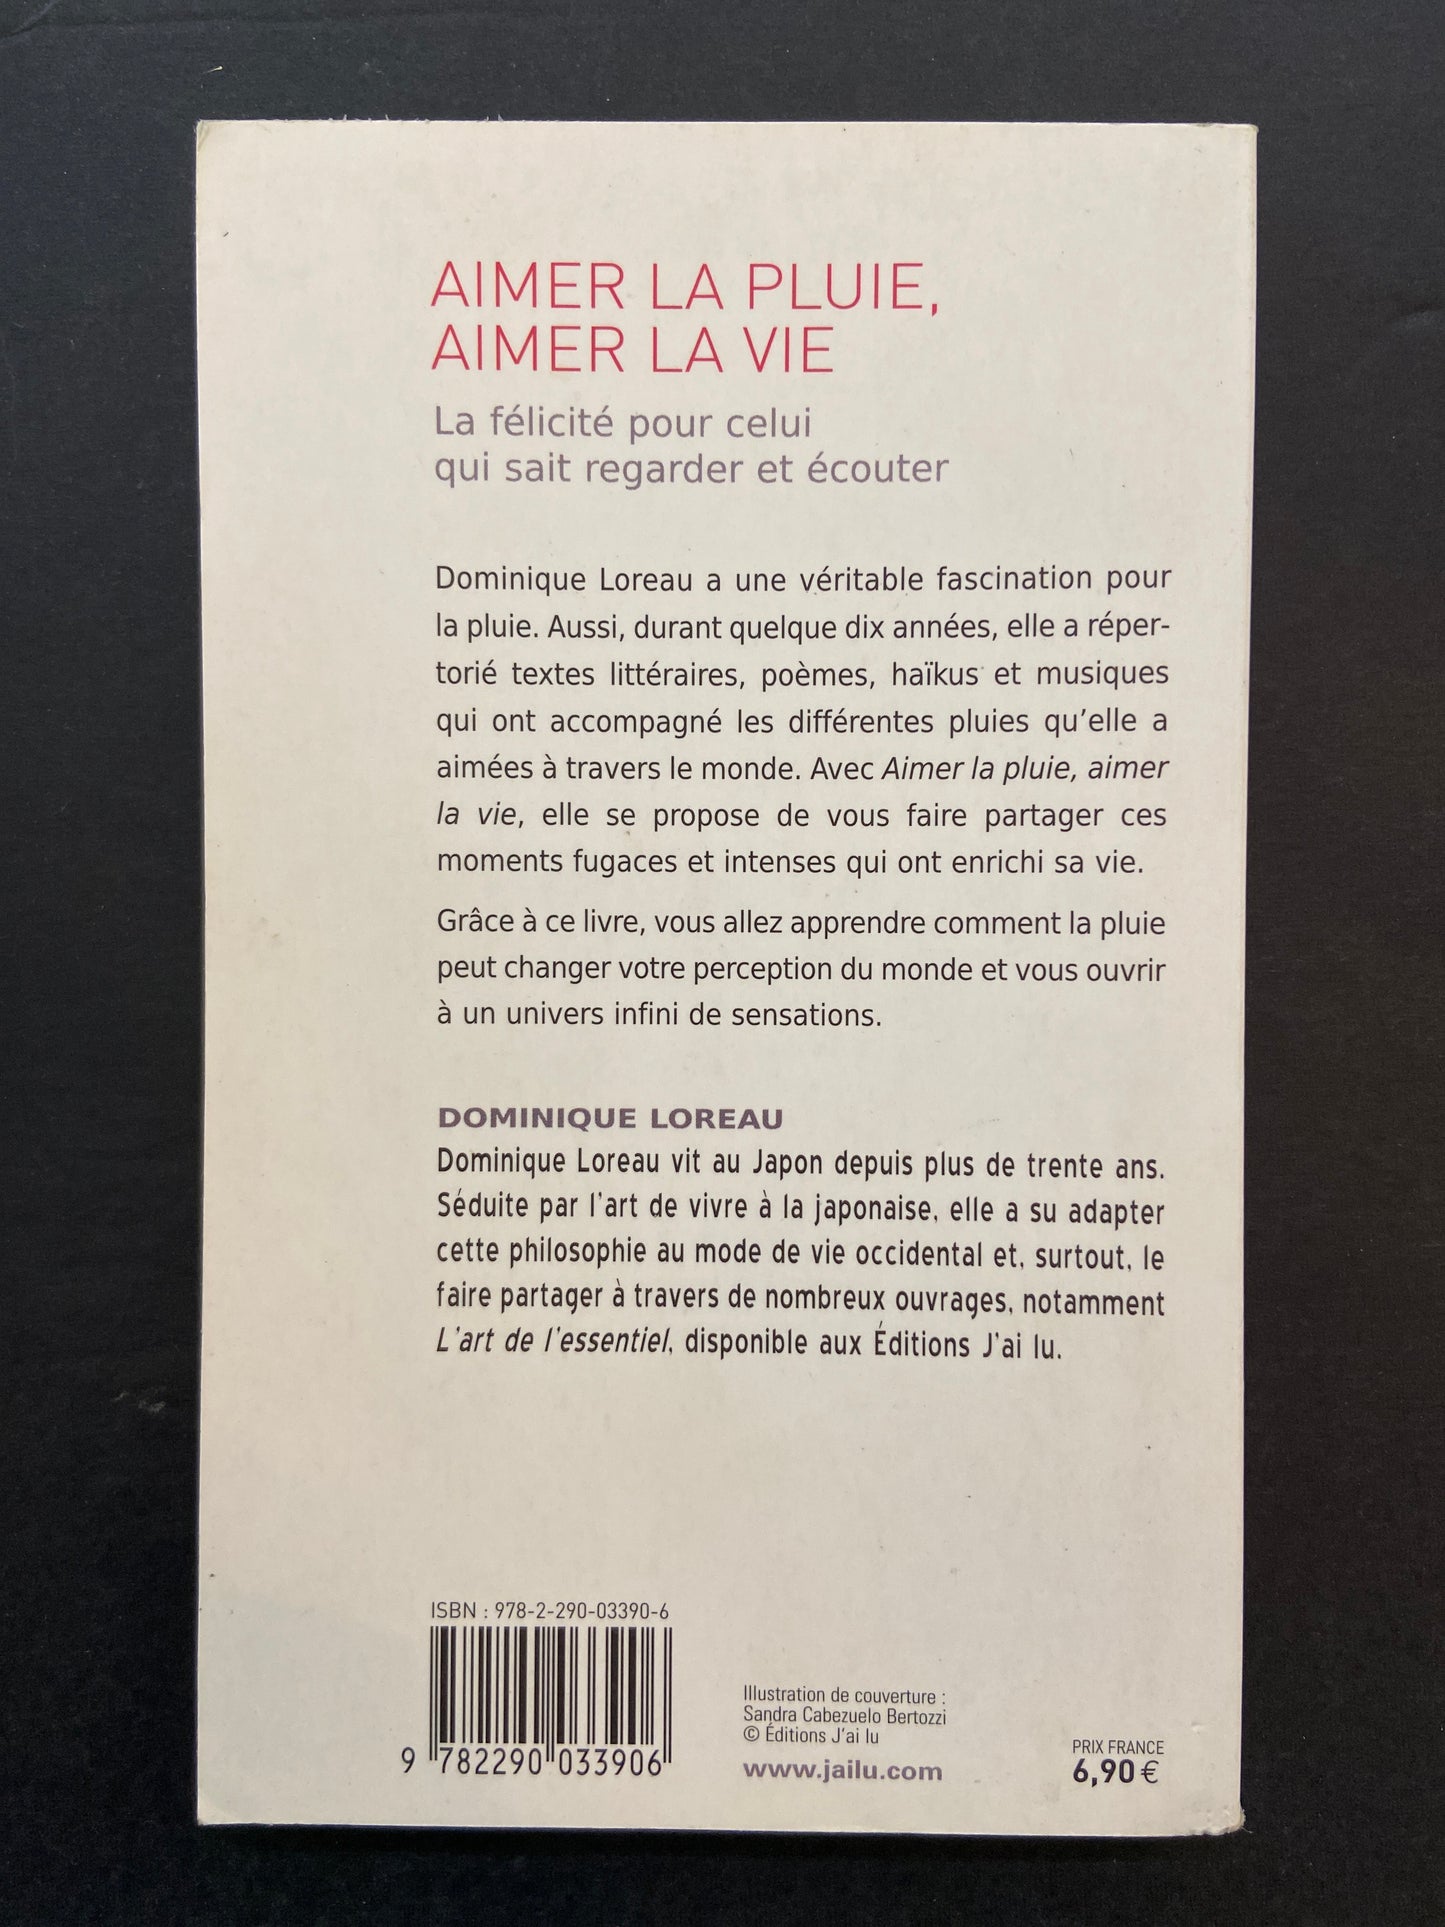 AIMER LA PLUIE,
AIMER LA VIE
La félicité pour celui
qui sait regarder et écouter
Dominique Loreau a une véritable fascination pour
la pluie. Aussi, durant quelque dix années, elle a réper-
torié textes littéraires, poèmes, haïkus et musiques
qui ont accompagné les différentes pluies qu’elle a
aimées à travers le monde. Avec Aimer la pluie, aimer
la vie, elle se propose de vous faire partager ces
moments fugaces et intenses qui ont enrichi sa vie.
Grâce à ce livre, vous allez apprendre comment la pluie
peut changer votre perception du monde et vous ouvrir
à un univers infini de sensations.
DOMINIQUE LOREAU
Dominique Loreau vit au Japon depuis plus de trente ans.
Séduite par l'art de vivre à la japonaise, elle a su adapter
cette philosophie au mode de vie occidental et, surtout, le
faire partager à travers de nombreux ouvrages, notamment
L'art de l'essentiel, disponible aux Éditions J'ai lu.
ISBN : 978-2-290-03390-6
9 782290 033906
Illustration de couverture :
Sandra Cabezuelo Bertozzi
© Éditions J'ai lu
www.jailu.com
PRIX FRANCE
6,90 €